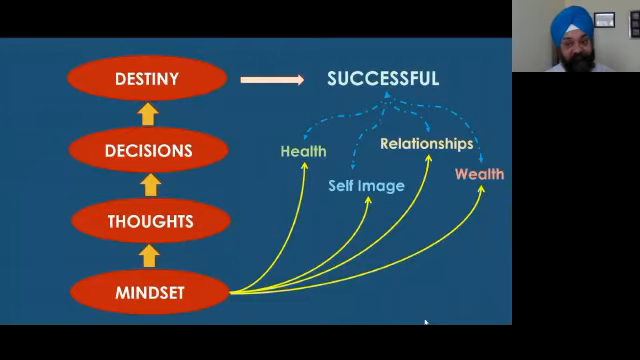 DESTINY
SUCCESSFUL
DECISIONS
Health
Relationships
Self Image
Wealth
THOUGHTS
MINDSET